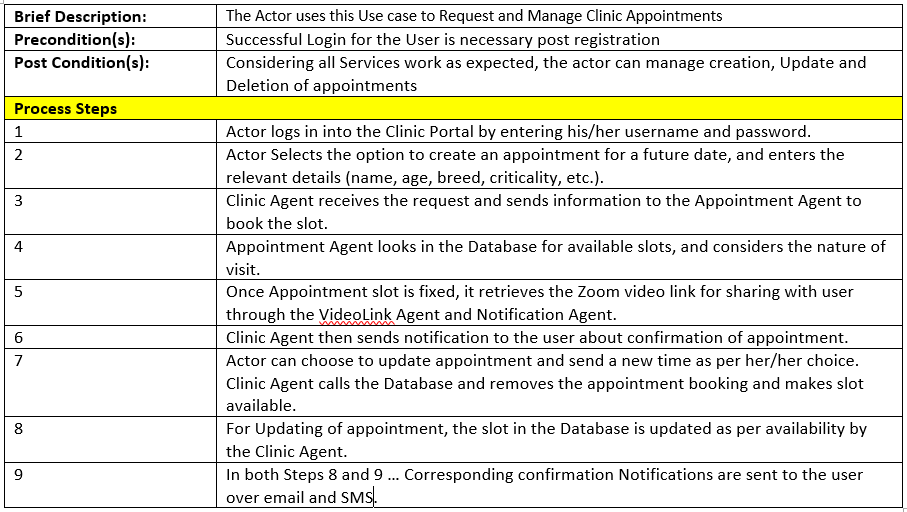 Brief Description: The Actor uses this Use case to Request and Manage Clinic Appointments
Precondition(s): Successful Login for the User is necessary post registration
Post Condition(s): Considering all Services work as expected, the actor can manage creation, Update and
Deletion of appointments
Process Steps
1 Actor logs in into the Clinic Portal by entering his/her username and password.
2 Actor Selects the option to create an appointment for a future date, and enters the
relevant details (name, age, breed, criticality, etc.).
3 Clinic Agent receives the request and sends information to the Appointment Agent to
book the slot.
4 Appointment Agent looks in the Database for available slots, and considers the nature of
visit.
5 Once Appointment slot is fixed, it retrieves the Zoom video link for sharing with user
through the VideoLink Agent and Notification Agent.
6 Clinic Agent then sends notification to the user about confirmation of appointment.
7 Actor can choose to update appointment and send a new time as per her/her choice.
Clinic Agent calls the Database and removes the appointment booking and makes slot
available.
8 For Updating of appointment, the slot in the Database is updated as per availability by
the Clinic Agent.
9 In both Steps 8 and 9 … Corresponding confirmation Notifications are sent to the user
over email and SMS.